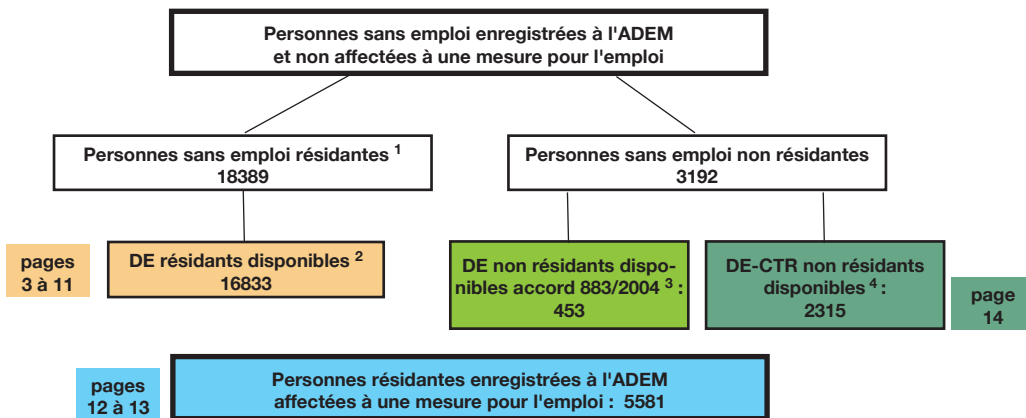 Personnes sans emploi enregistrées à l'ADEM
et non affectées à une mesure pour l'emploi
Personnes sans emploi résidantes 1
18389
Personnes sans emploi non résidantes
3192
pages
3 à 11
DE résidants disponibles 2
16833
DE non résidants dispo-
nibles accord 883/2004 3 :
453
DE-CTR non résidants
disponibles 4 :
2315
page
14
pages
12 à 13
Personnes résidantes enregistrées à l'ADEM
affectées à une mesure pour l'emploi : 5581